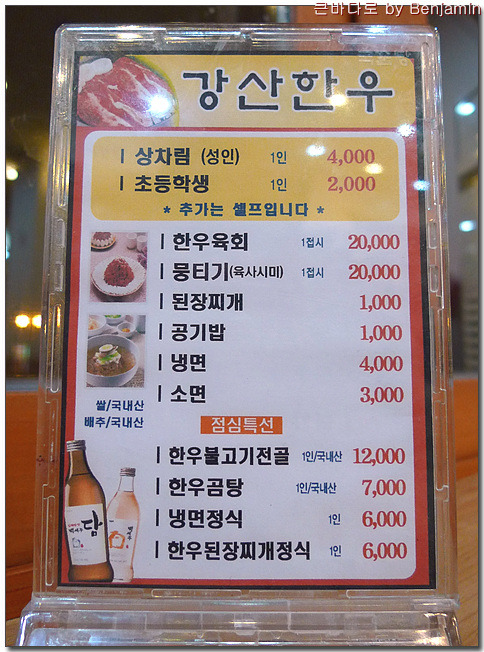 큰바다로 by Benjamin
강산한우
ㅣ 상차림 (성인) 1인 4,000
ㅣ 초등학생 1인 2,000
* 추가는 셀프입니다 *
ㅣ 한우육회 1접시 20,000
ㅣ 뭉티기(육사시미) 1접시 20,000
ㅣ 된장찌개 1,000
ㅣ 공기밥 1,000
ㅣ 냉면 4,000
ㅣ 소면 3,000
쌀/국내산
배추/국내산
점심특선
ㅣ 한우불고기전골 1인/국내산 12,000
ㅣ 한우곰탕 1인/국내산 7,000
ㅣ 냉면정식 1인 6,000
ㅣ 한우된장찌개정식 1인 6,000
담